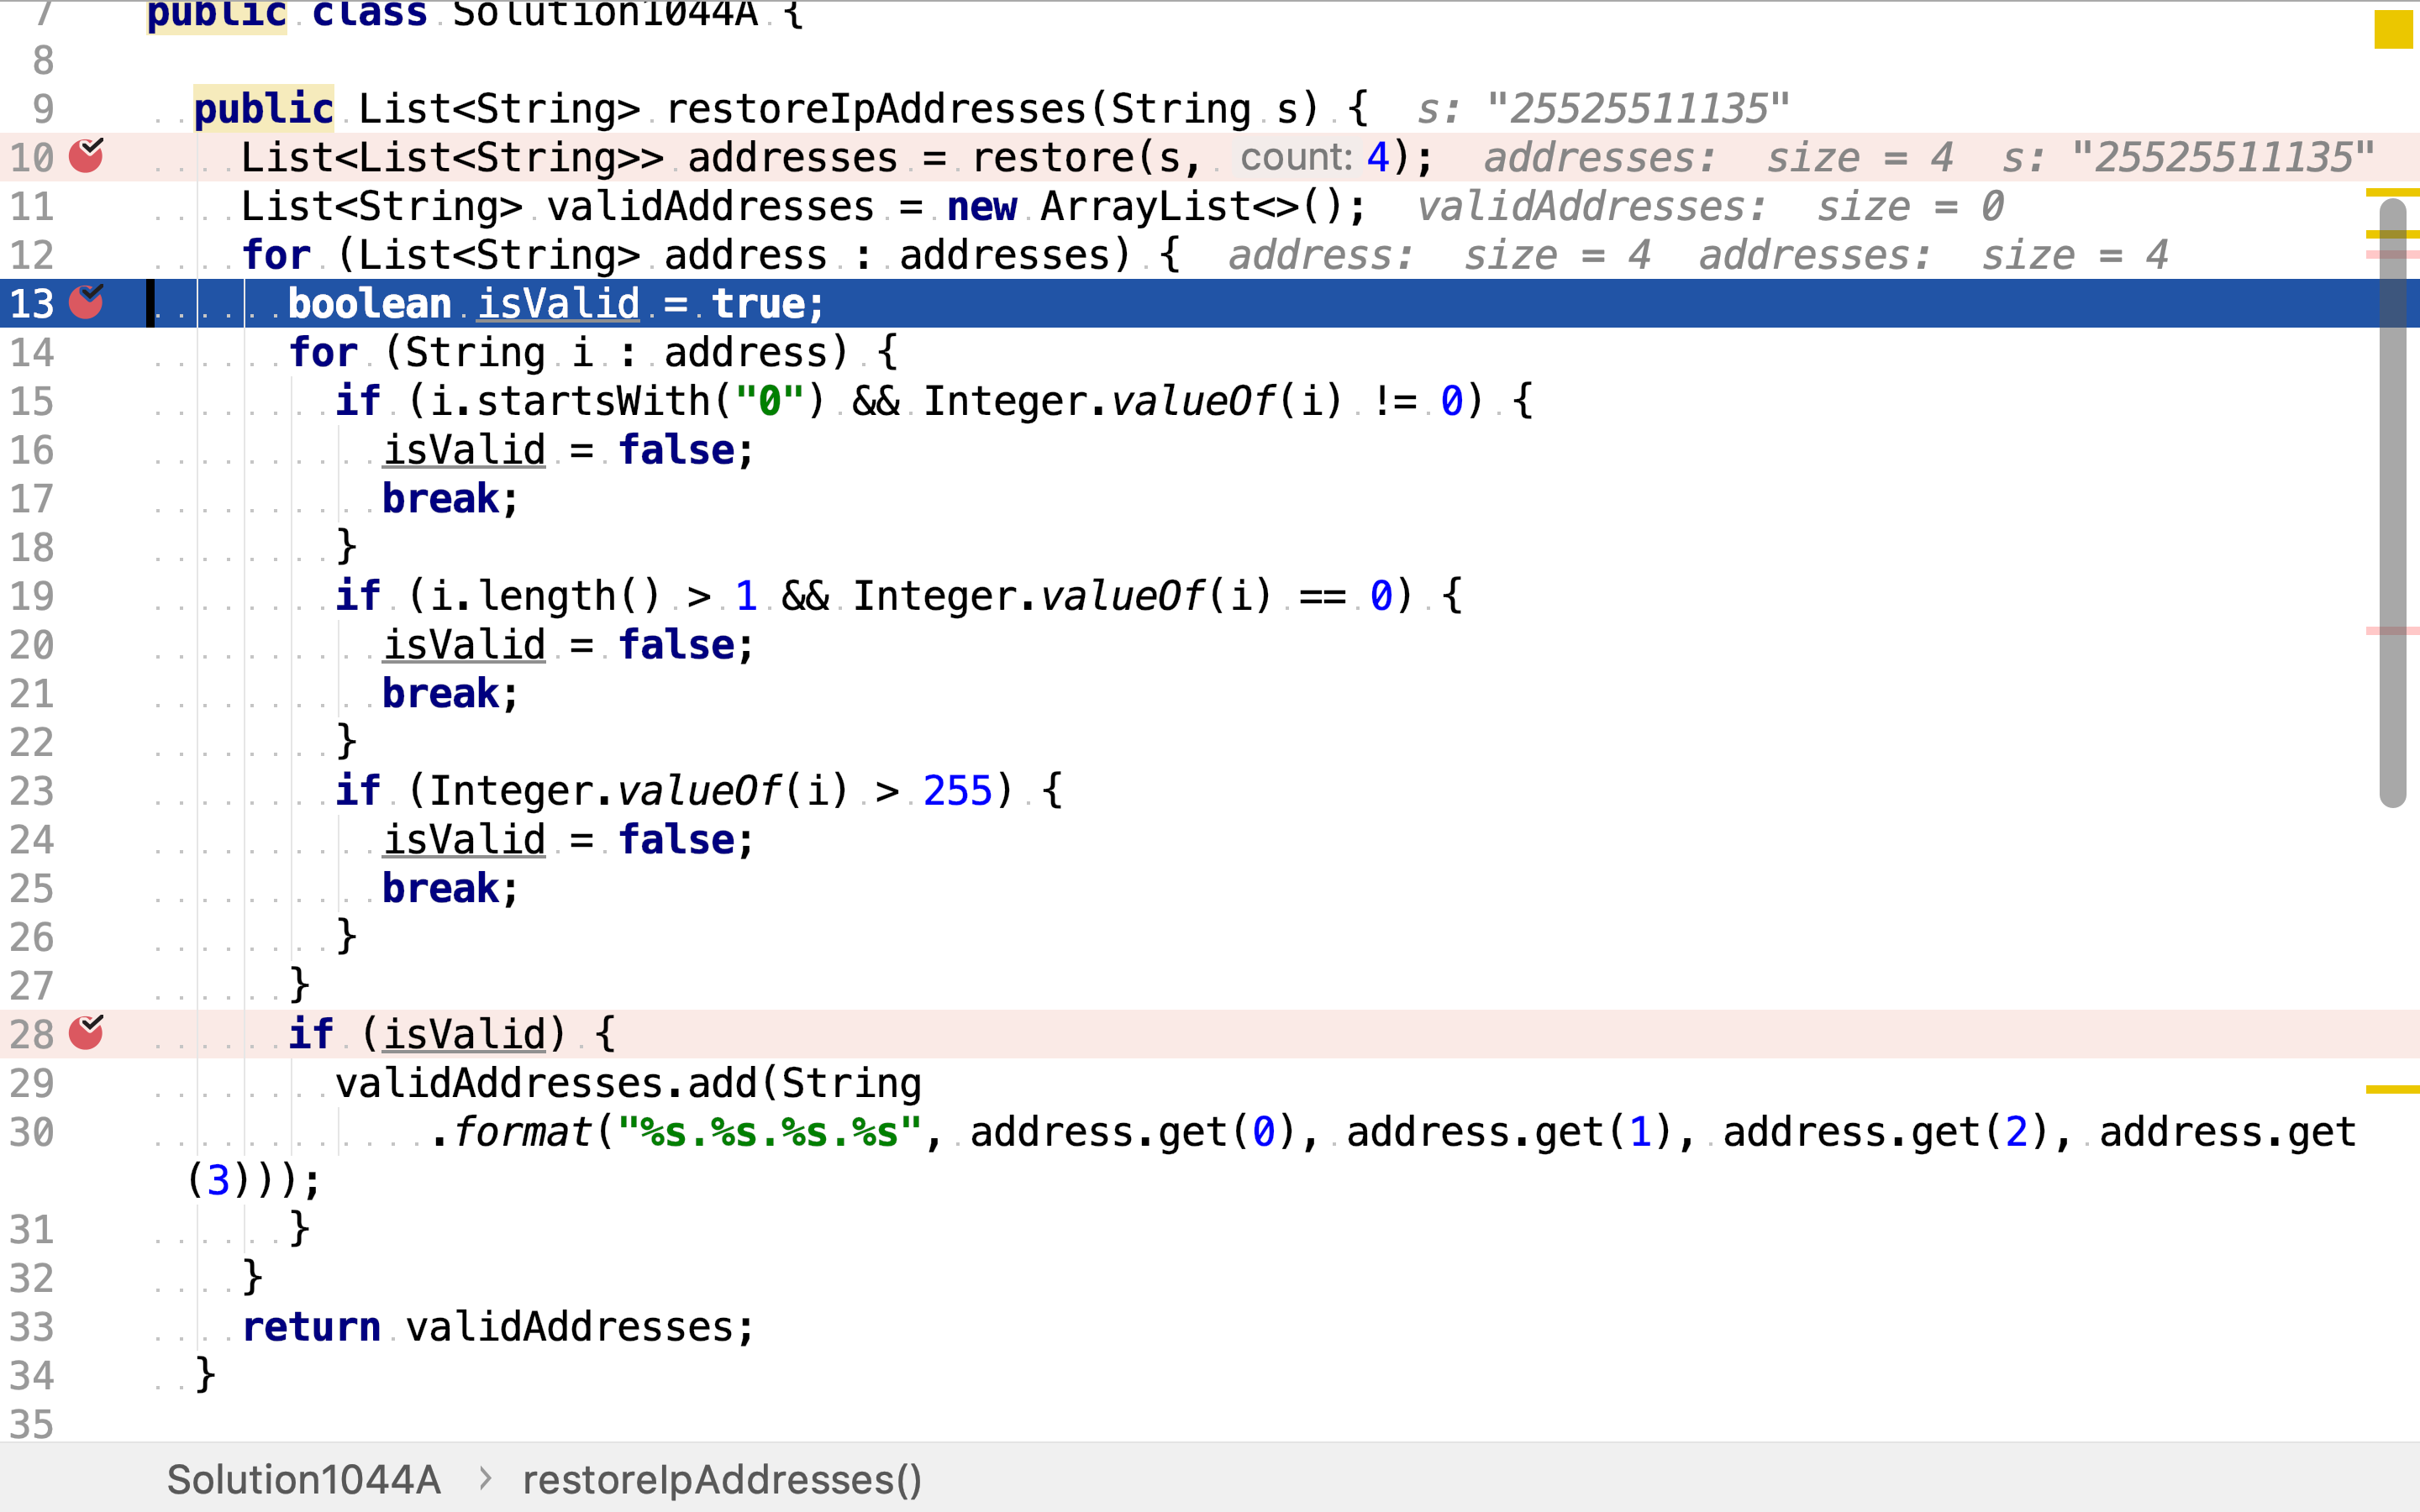 7 public class Solution1044A {
8
9 public List<String> restoreIpAddresses(String s) { s: "25525511135"
10 List<List<String>> addresses = restore(s, count: 4); addresses: size = 4 s: "25525511135"
11 List<String> validAddresses = new ArrayList<>(); validAddresses: size = 0
12 for (List<String> address : addresses) { address: size = 4 addresses: size = 4
13 boolean isValid = true;
14 for (String i : address) {
15 if (i.startsWith("0") && Integer.valueOf(i) != 0) {
16 isValid = false;
17 break;
18 }
19 if (i.length() > 1 && Integer.valueOf(i) == 0) {
20 isValid = false;
21 break;
22 }
23 if (Integer.valueOf(i) > 255) {
24 isValid = false;
25 break;
26 }
27 }
28 if (isValid) {
29 validAddresses.add(String
30 .format("%s.%s.%s.%s", address.get(0), address.get(1), address.get(2), address.get
(3)));
31 }
32 }
33 return validAddresses;
34 }
35
Solution1044A > restoreIpAddresses()